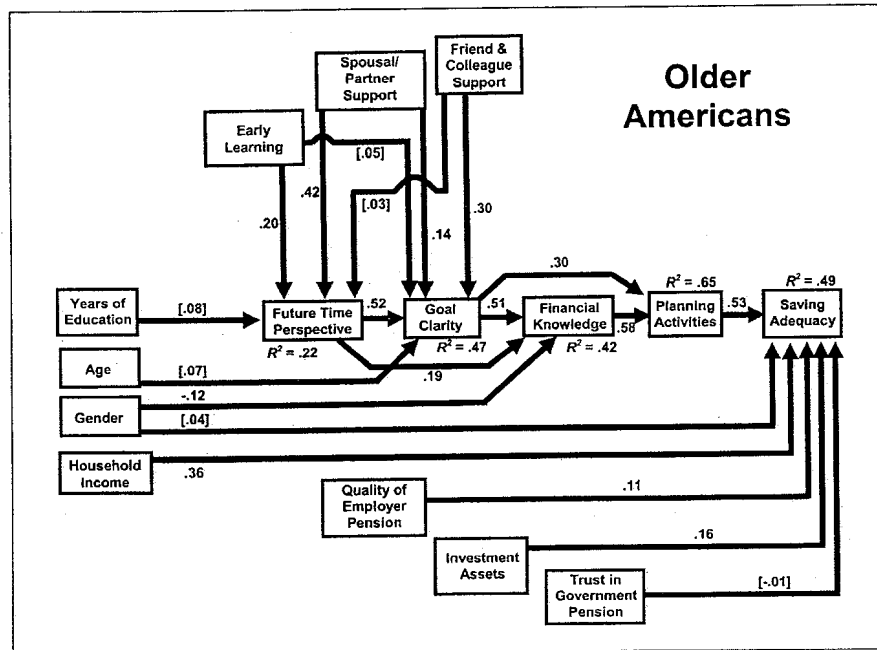 Older
Americans
Friend &
Colleague
Support
Spousal/
Partner
Support
Early
Learning
[.05]
.42
[.03]
.20
.14
.30
.30
R² = .65
R² = .49
Years of
Education
[.08]
Future Time
Perspective
.52
Goal
Clarity
.51
Financial
Knowledge
.58
Planning
Activities
.53
Saving
Adequacy
R² = .22
R² = .47
R² = .42
Age
[.07]
.19
-.12
Gender
[.04]
Household
Income
.36
Quality of
Employer
Pension
.11
Investment
Assets
.16
Trust in
Government
Pension
[-.01]